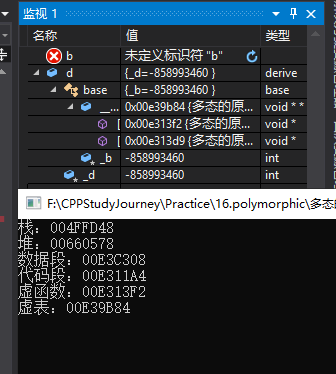 监视 1
名称 值 类型
b 未定义标识符 "b"
d {_d=-858993460 } derive
base {_b=-858993460 } base
__... 0x00e39b84 {多态的原... void * *
[ 0x00e313f2 {多态的原... void *
[ 0x00e313d9 {多态的原... void *
_b -858993460 int
_d -858993460 int
F:\CPPStudyJourney\Practice\16.polymorphic\多态
栈：004FFD48
堆：00660578
数据段：00E3C308
代码段：00E311A4
虚函数：00E313F2
虚表：00E39B84